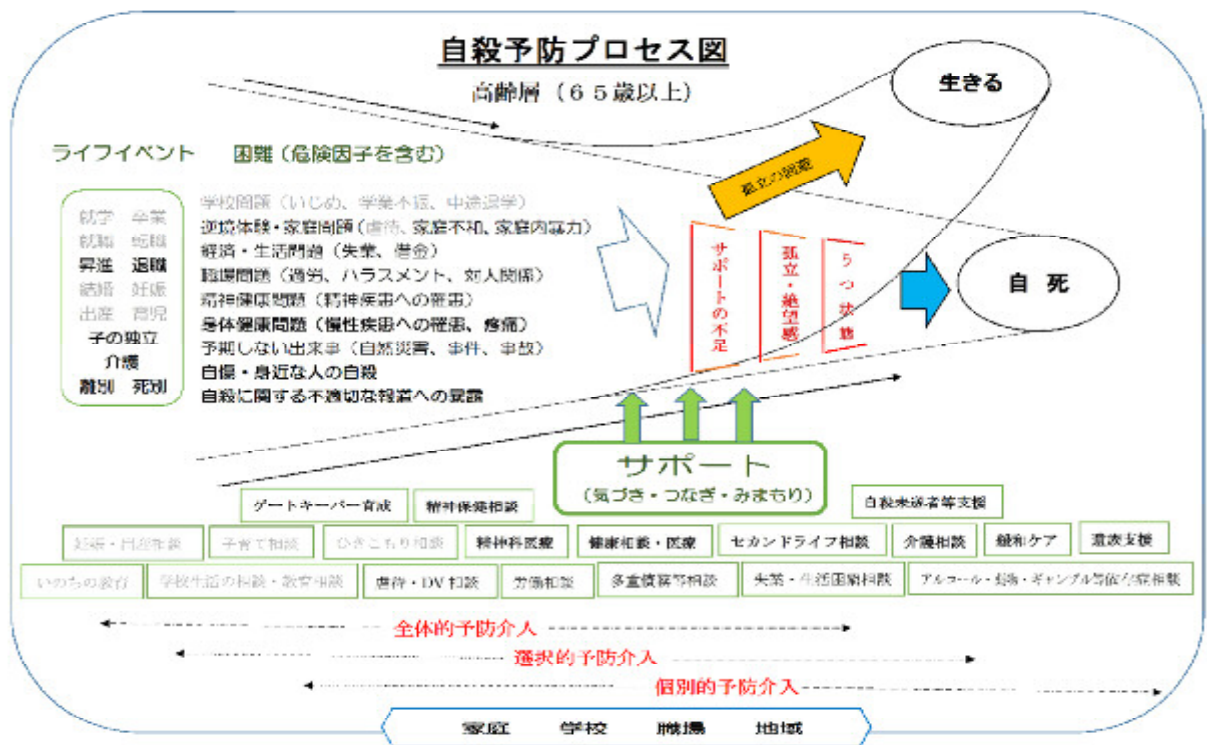 自殺予防プロセス図
高齢層（６５歳以上）
生きる
ライフイベント 困難（危険因子を含む）
孤立の回避
就学 卒業
就職 転職
昇進 退職
結婚 妊娠
出産 育児
子の独立
介護
離別 死別
学校問題（いじめ、学業不振、中途退学）
逆境体験・家庭問題（虐待、家庭不和、家庭内暴力）
経済・生活問題（失業、借金）
職場問題（過労、ハラスメント、対人関係）
精神健康問題（精神疾患への罹患）
身体健康問題（慢性疾患への罹患、疼痛）
予期しない出来事（自然災害、事件、事故）
自傷・身近な人の自殺
自殺に関する不適切な報道への暴露
サポートの不足
孤立・絶望感
うつ状態
自 死
サポート
（気づき・つなぎ・みまもり）
ゲートキーパー育成
精神保健相談
自殺未遂者等支援
妊娠・出産相談
子育て相談
ひきこもり相談
精神科医療
健康相談・医療
セカンドライフ相談
介護相談
緩和ケア
遺族支援
いのちの教育
学校生活の相談・教育相談
虐待・DV相談
労働相談
多重債務等相談
失業・生活困窮相談
アルコール・薬物・ギャンブル等依存症相談
全体的予防介入
選択的予防介入
個別的予防介入
家庭 学校 職場 地域